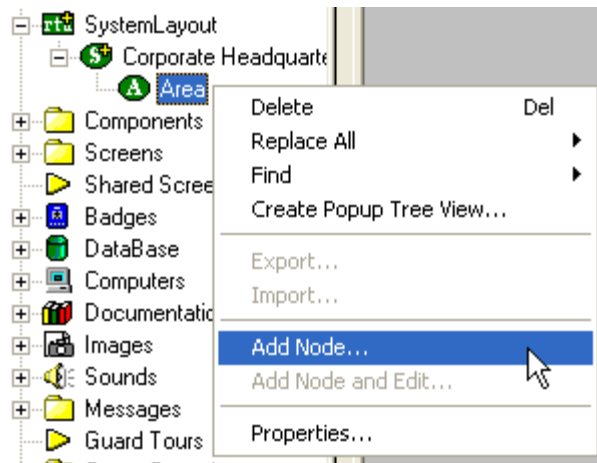 rtu SystemLayout
S Corporate Headquarte
A Area
Components
Screens
Shared Scree
Badges
DataBase
Computers
Documentatic
Images
Sounds
Messages
Guard Tours
Delete Del
Replace All
Find
Create Popup Tree View...
Export...
Import...
Add Node...
Add Node and Edit...
Properties...